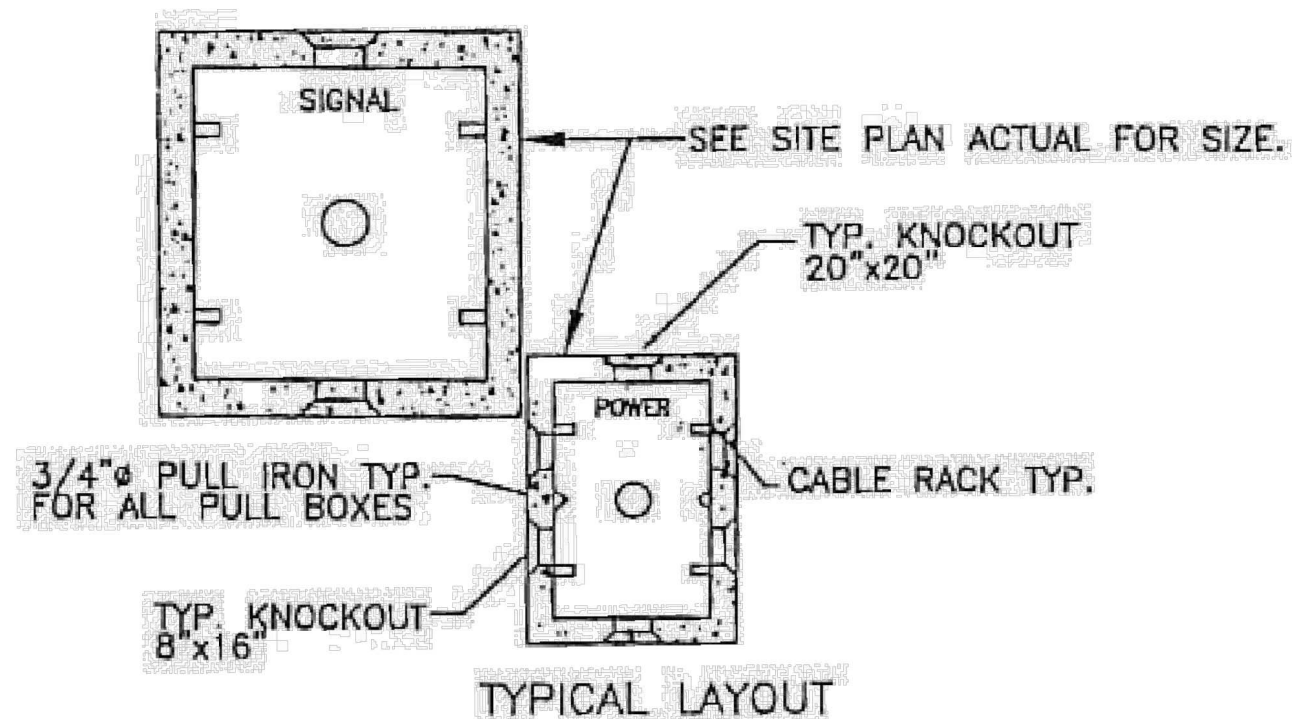 SIGNAL
SEE SITE PLAN ACTUAL FOR SIZE.
TYP. KNOCKOUT
20"x20"
POWER
3/4"ø PULL IRON TYP.
FOR ALL PULL BOXES
CABLE RACK TYP.
TYP. KNOCKOUT
8"x16"
TYPICAL LAYOUT